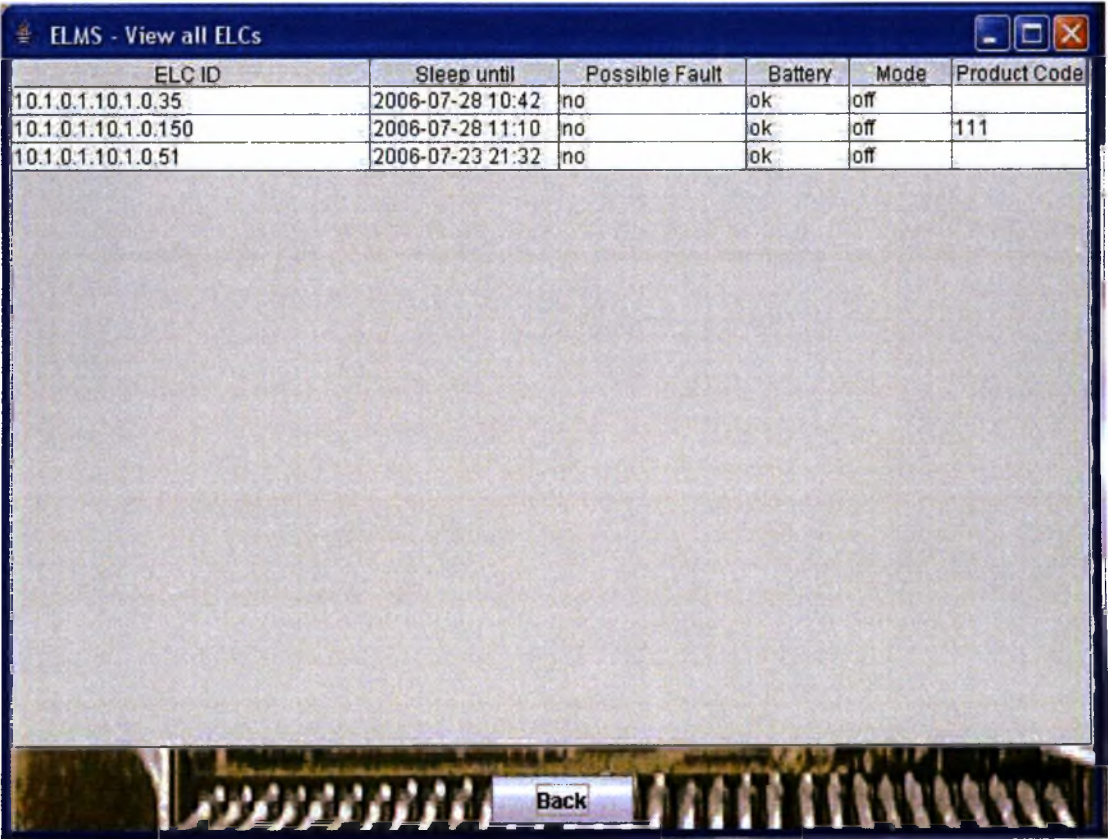 ELMS - View all ELCs
ELC ID Sleep until Possible Fault Battery Mode Product Code
10.1.0.1.10.1.0.35 2006-07-28 10:42 no ok off
10.1.0.1.10.1.0.150 2006-07-28 11:10 no ok off 111
10.1.0.1.10.1.0.51 2006-07-23 21:32 no ok off
Back